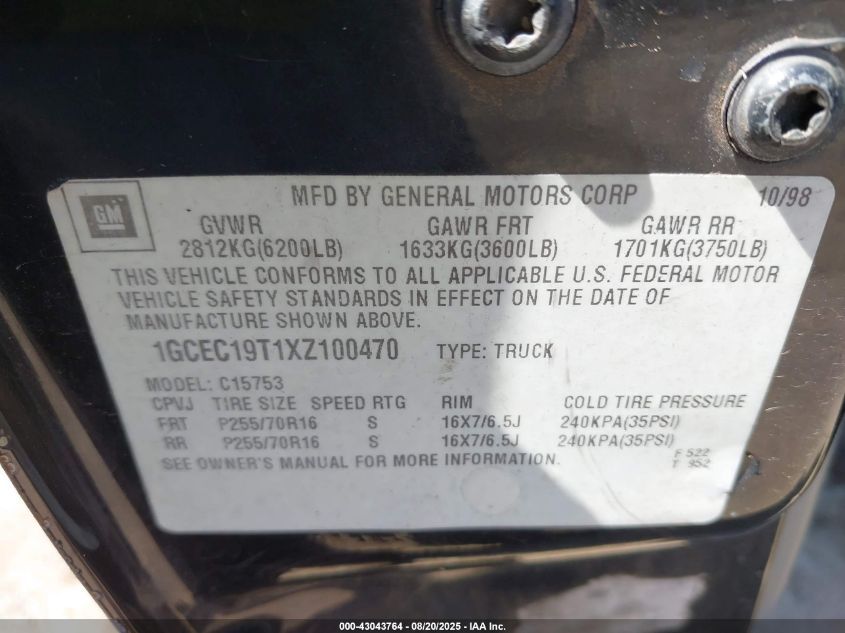 GM
MFD BY GENERAL MOTORS CORP 10/98
GVWR GAWR FRT GAWR RR
2812KG(6200LB) 1633KG(3600LB) 1701KG(3750LB)
THIS VEHICLE CONFORMS TO ALL APPLICABLE U.S. FEDERAL MOTOR
VEHICLE SAFETY STANDARDS IN EFFECT ON THE DATE OF
MANUFACTURE SHOWN ABOVE.
1GCEC19T1XZ100470 TYPE: TRUCK
MODEL: C15753
CPVJ TIRE SIZE SPEED RTG RIM COLD TIRE PRESSURE
FRT P255/70R16 S 16X7/6.5J 240KPA(35PSI)
RR P255/70R16 S 16X7/6.5J 240KPA(35PSI)
SEE OWNER'S MANUAL FOR MORE INFORMATION.
F 522
T 952
000-43043764 - 08/20/2025 - IAA Inc.